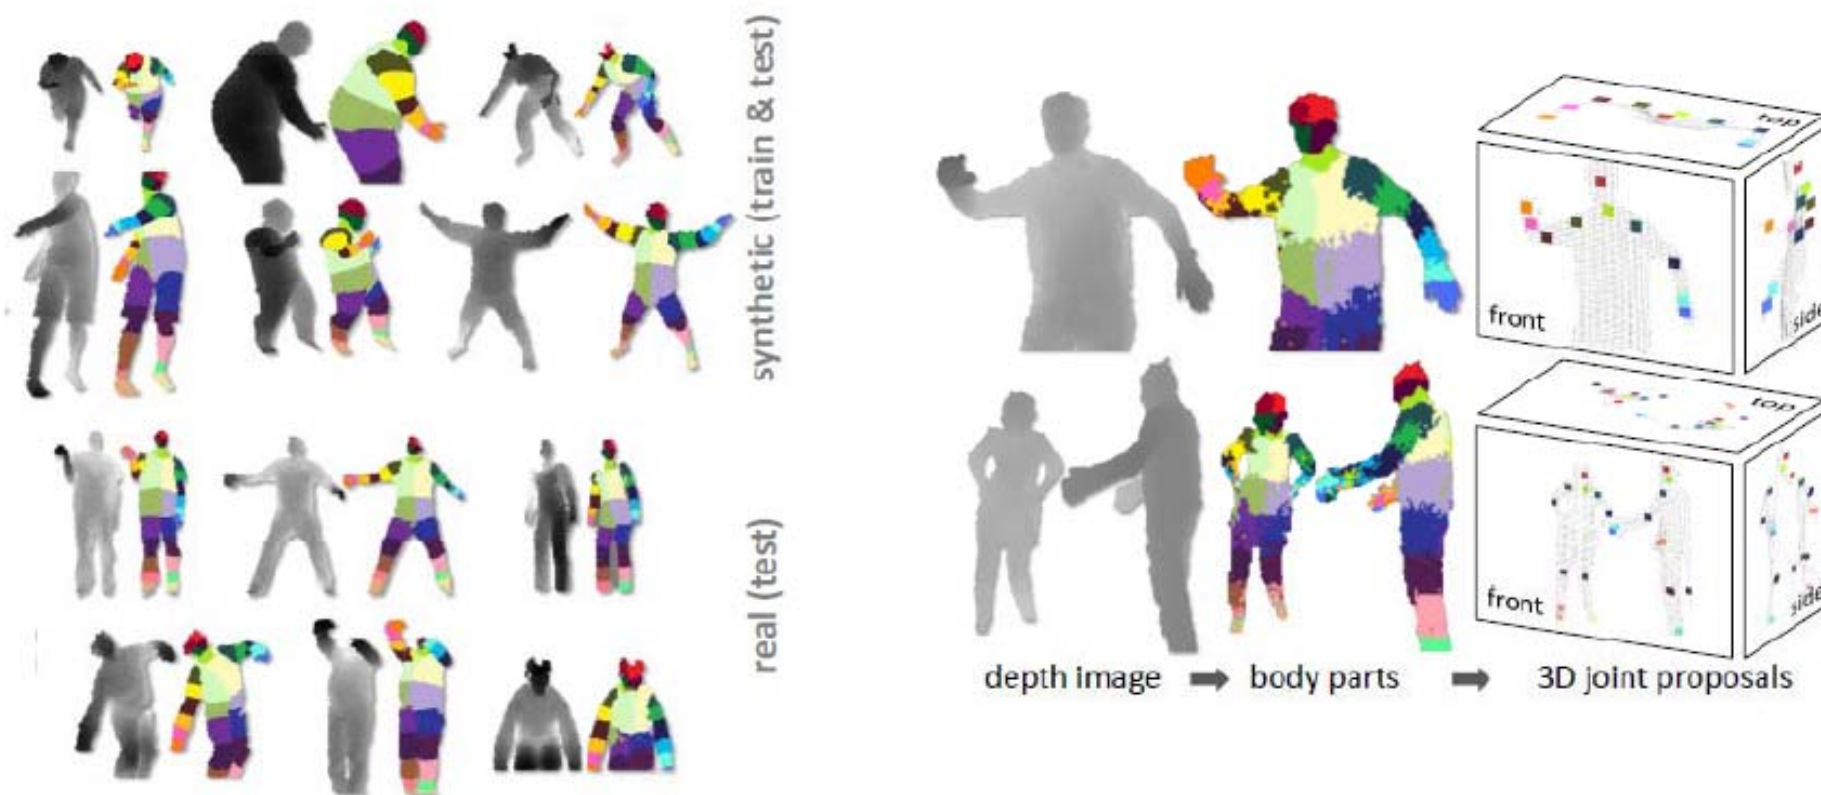 synthetic (train & test)
real (test)
top
front
side
top
front
side
depth image
body parts
3D joint proposals